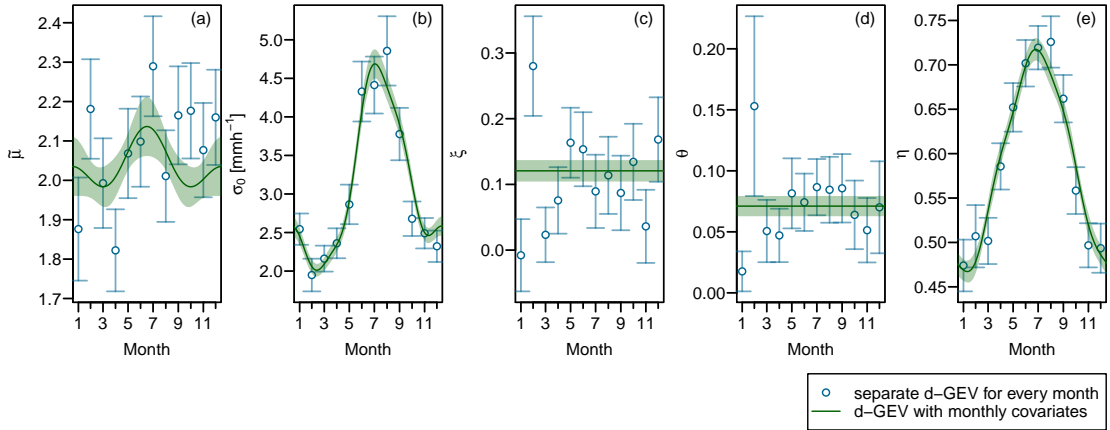 (a)
2.4
2.3
2.2
2.1
2.0
1.9
1.8
1.7
μ̃
1 3 5 7 9 11
Month
(b)
5.0
4.5
4.0
3.5
3.0
2.5
2.0
σ₀ [mmh⁻¹]
1 3 5 7 9 11
Month
(c)
0.3
0.2
0.1
0.0
ξ
1 3 5 7 9 11
Month
(d)
0.20
0.15
0.10
0.05
0.00
θ
1 3 5 7 9 11
Month
(e)
0.75
0.70
0.65
0.60
0.55
0.50
0.45
η
1 3 5 7 9 11
Month
separate d−GEV for every month
d−GEV with monthly covariates